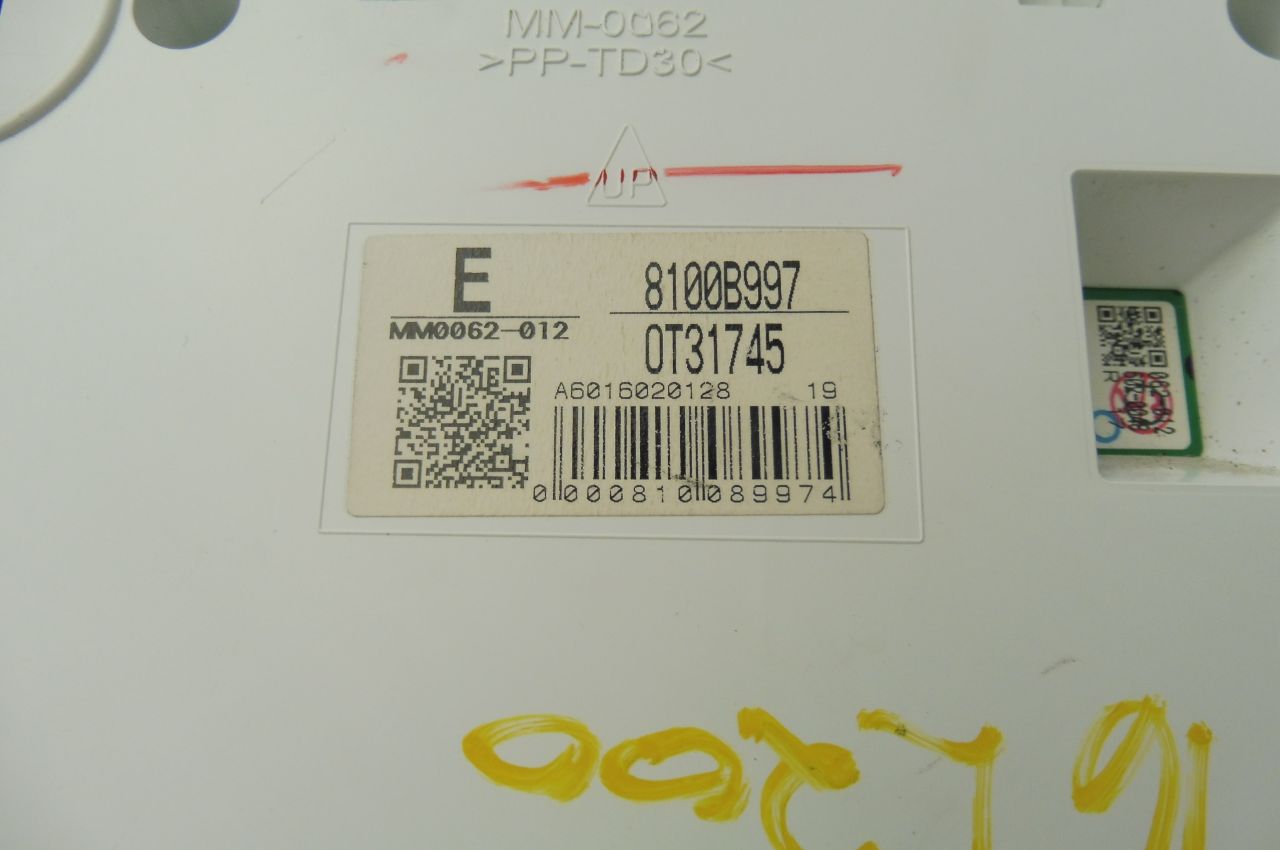 MM-0062
>PP-TD30<
UP
E
8100B997
MM0062-012
0T31745
A6016020128 19
0000810089974